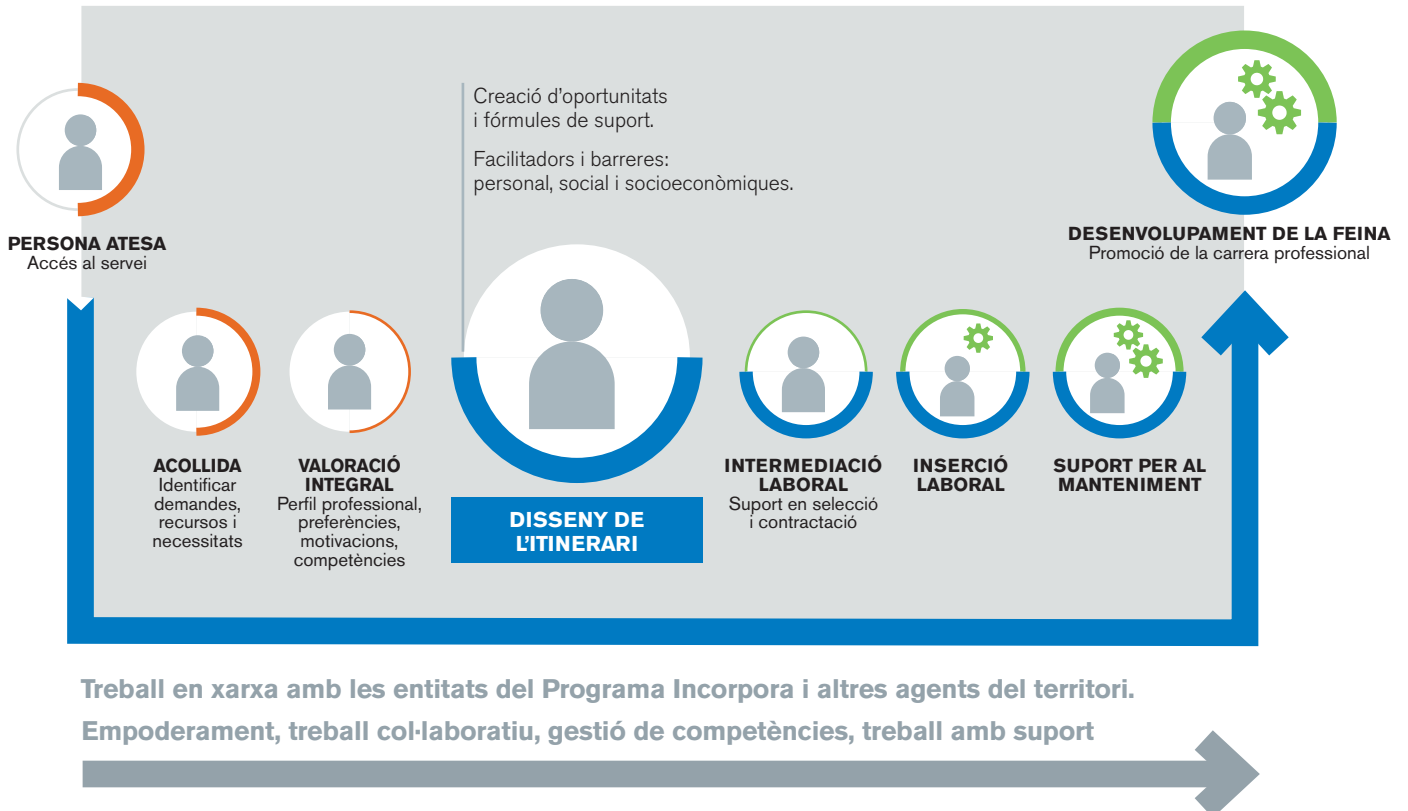 Creació d'oportunitats
i fórmules de suport.
Facilitadors i barreres:
personal, social i socioeconòmiques.
PERSONA ATESA
Accés al servei
DESENVOLUPAMENT DE LA FEINA
Promoció de la carrera professional
ACOLLIDA
Identificar
demandes,
recursos i
necessitats
VALORACIÓ
INTEGRAL
Perfil professional,
preferències,
motivacions,
competències
DISSENY DE
L'ITINERARI
INTERMEDIACIÓ
LABORAL
Suport en selecció
i contractació
INSERCIÓ
LABORAL
SUPORT PER AL
MANTENIMENT
Treball en xarxa amb les entitats del Programa Incorpora i altres agents del territori.
Empoderament, treball col·laboratiu, gestió de competències, treball amb suport